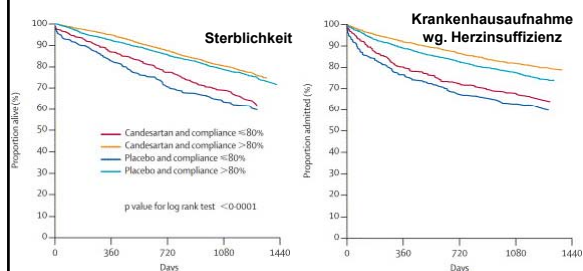 Sterblichkeit
Proportion alive (%)
100
90
80
70
60
50
40
30
20
10
0
Candesartan and compliance ≤80%
Candesartan and compliance >80%
Placebo and compliance ≤80%
Placebo and compliance >80%
p value for log rank test <0·0001
0 360 720 1080 1440
Days
Krankenhausaufnahme
wg. Herzinsuffizienz
Proportion admitted (%)
100
90
80
70
60
50
40
30
20
10
0
0 360 720 1080 1440
Days